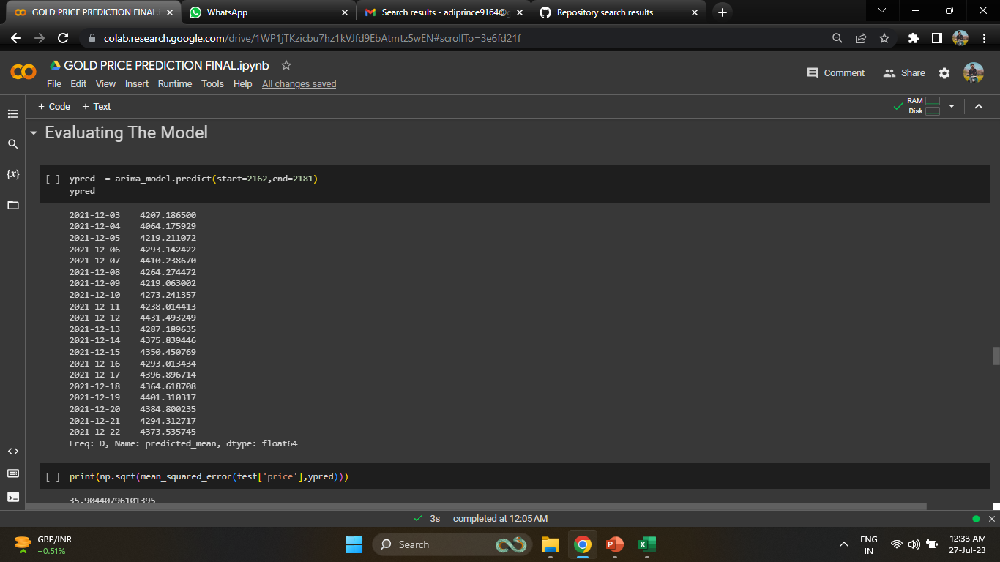 GOLD PRICE PREDICTION FINAL.
WhatsApp
Search results - adiprince9164@
Repository search results
colab.research.google.com/drive/1WP1jTKzicbu7hz1kVJfd9EbAtmtz5wEN#scrollTo=3e6fd21f
GOLD PRICE PREDICTION FINAL.ipynb
Comment
Share
File Edit View Insert Runtime Tools Help All changes saved
+ Code + Text
RAM
Disk
Evaluating The Model
[ ] ypred  = arima_model.predict(start=2162,end=2181)
ypred
2021-12-03    4207.186500
2021-12-04    4064.175929
2021-12-05    4219.211072
2021-12-06    4293.142422
2021-12-07    4410.238670
2021-12-08    4264.274472
2021-12-09    4219.063002
2021-12-10    4273.241357
2021-12-11    4238.014413
2021-12-12    4431.493249
2021-12-13    4287.189635
2021-12-14    4375.839446
2021-12-15    4350.450769
2021-12-16    4293.013434
2021-12-17    4396.896714
2021-12-18    4364.618708
2021-12-19    4401.310317
2021-12-20    4384.800235
2021-12-21    4294.312717
2021-12-22    4373.535745
Freq: D, Name: predicted_mean, dtype: float64
[ ] print(np.sqrt(mean_squared_error(test['price'],ypred)))
35.90440796101395
3s completed at 12:05 AM
GBP/INR
+0.51%
Search
ENG
IN
12:33 AM
27-Jul-23